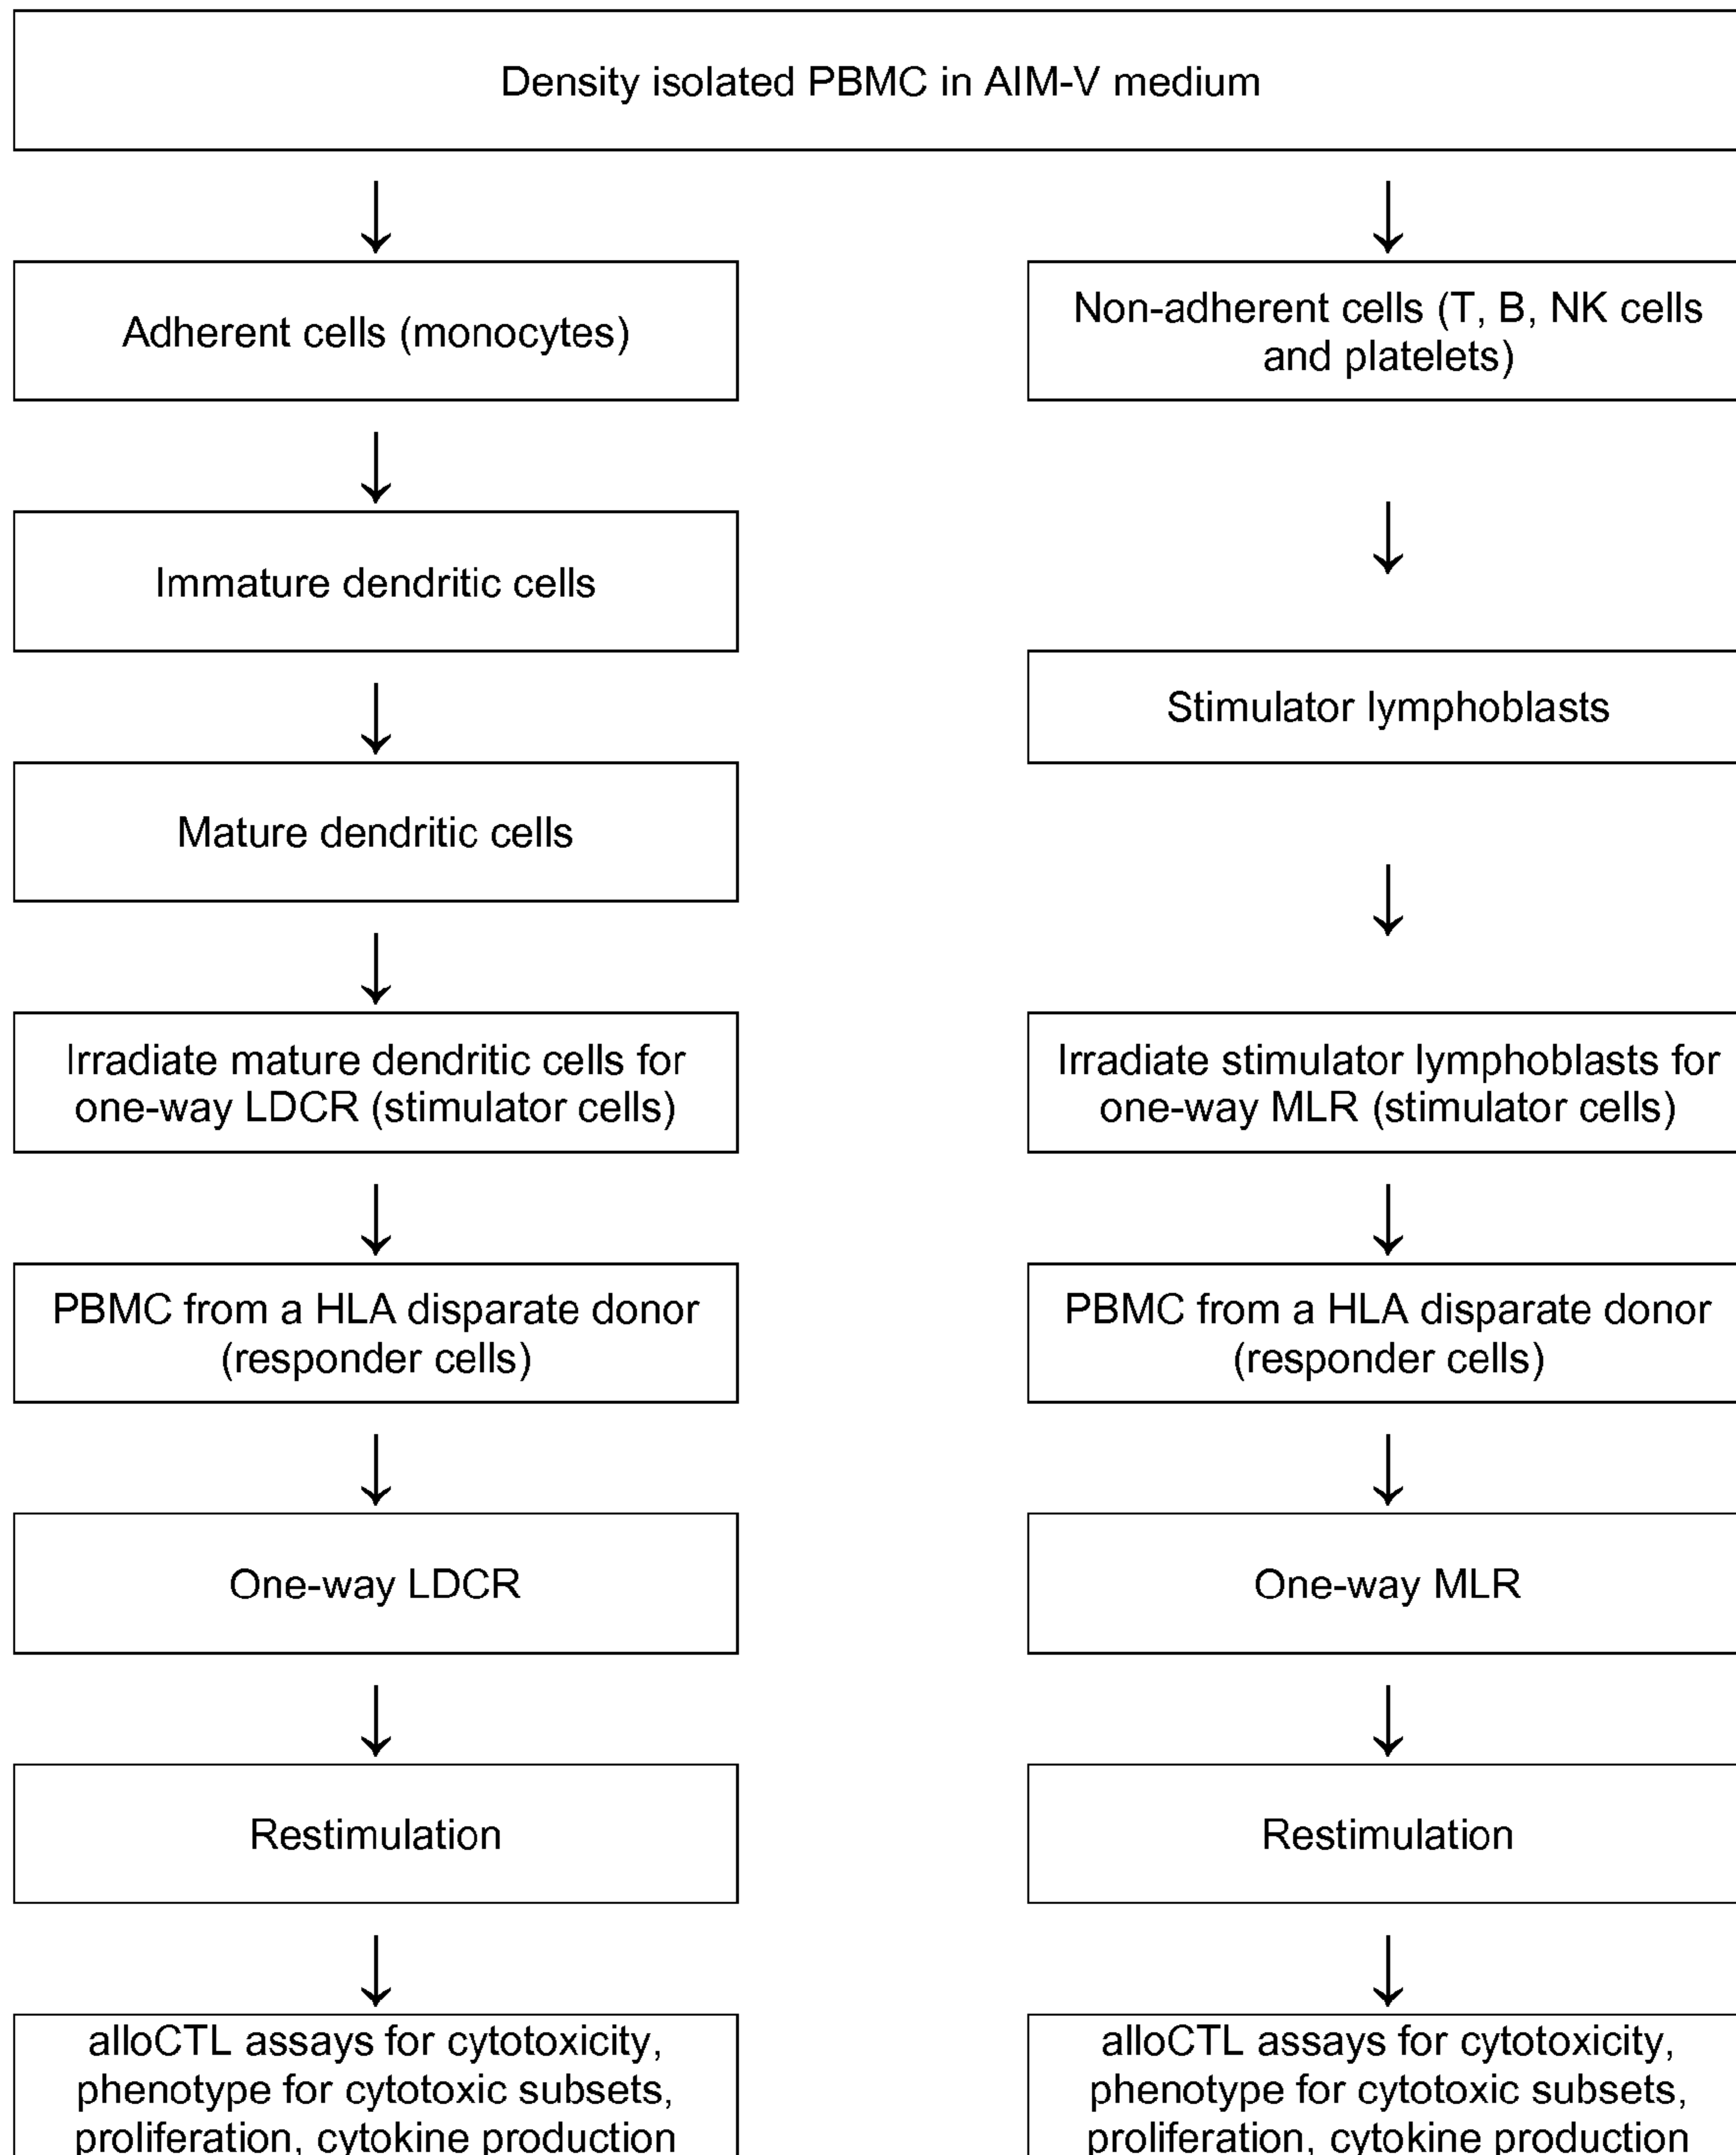 Density isolated PBMC in AIM-V medium
Adherent cells (monocytes)
Non-adherent cells (T, B, NK cells
and platelets)
Immature dendritic cells
Stimulator lymphoblasts
Mature dendritic cells
Irradiate mature dendritic cells for
one-way LDCR (stimulator cells)
Irradiate stimulator lymphoblasts for
one-way MLR (stimulator cells)
PBMC from a HLA disparate donor
(responder cells)
PBMC from a HLA disparate donor
(responder cells)
One-way LDCR
One-way MLR
Restimulation
Restimulation
alloCTL assays for cytotoxicity,
phenotype for cytotoxic subsets,
proliferation, cytokine production
alloCTL assays for cytotoxicity,
phenotype for cytotoxic subsets,
proliferation, cytokine production